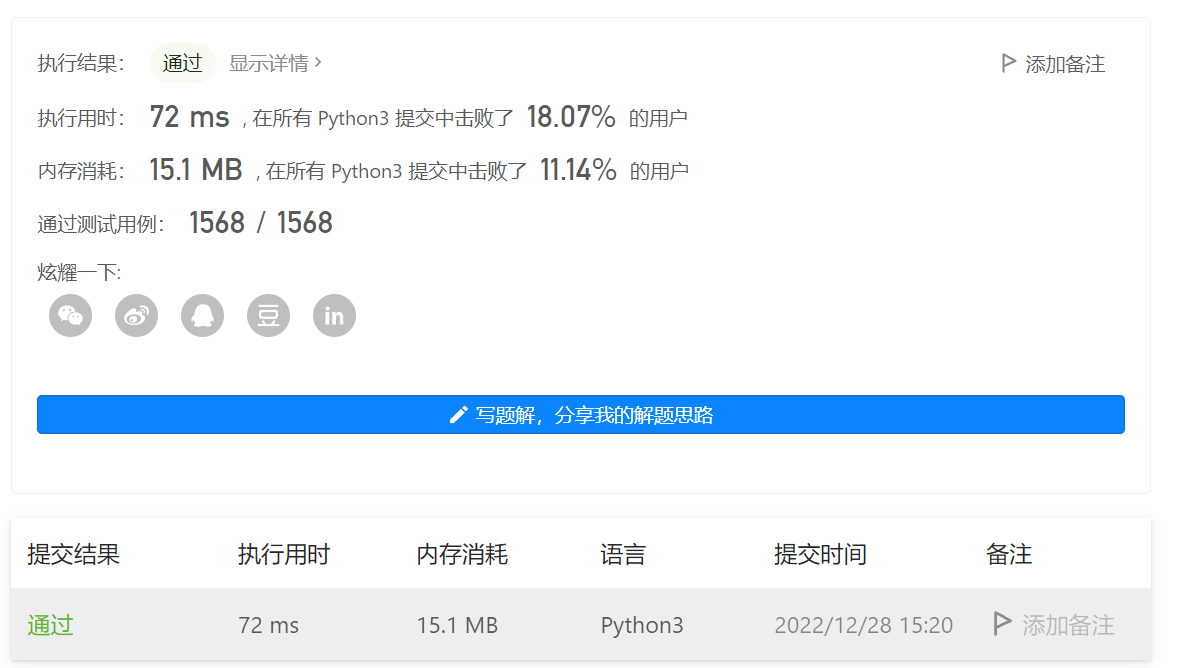 执行结果： 通过 显示详情 > 添加备注
执行用时： 72 ms , 在所有 Python3 提交中击败了 18.07% 的用户
内存消耗： 15.1 MB , 在所有 Python3 提交中击败了 11.14% 的用户
通过测试用例： 1568 / 1568
炫耀一下:
豆 in
写题解，分享我的解题思路
提交结果 执行用时 内存消耗 语言 提交时间 备注
通过 72 ms 15.1 MB Python3 2022/12/28 15:20 添加备注